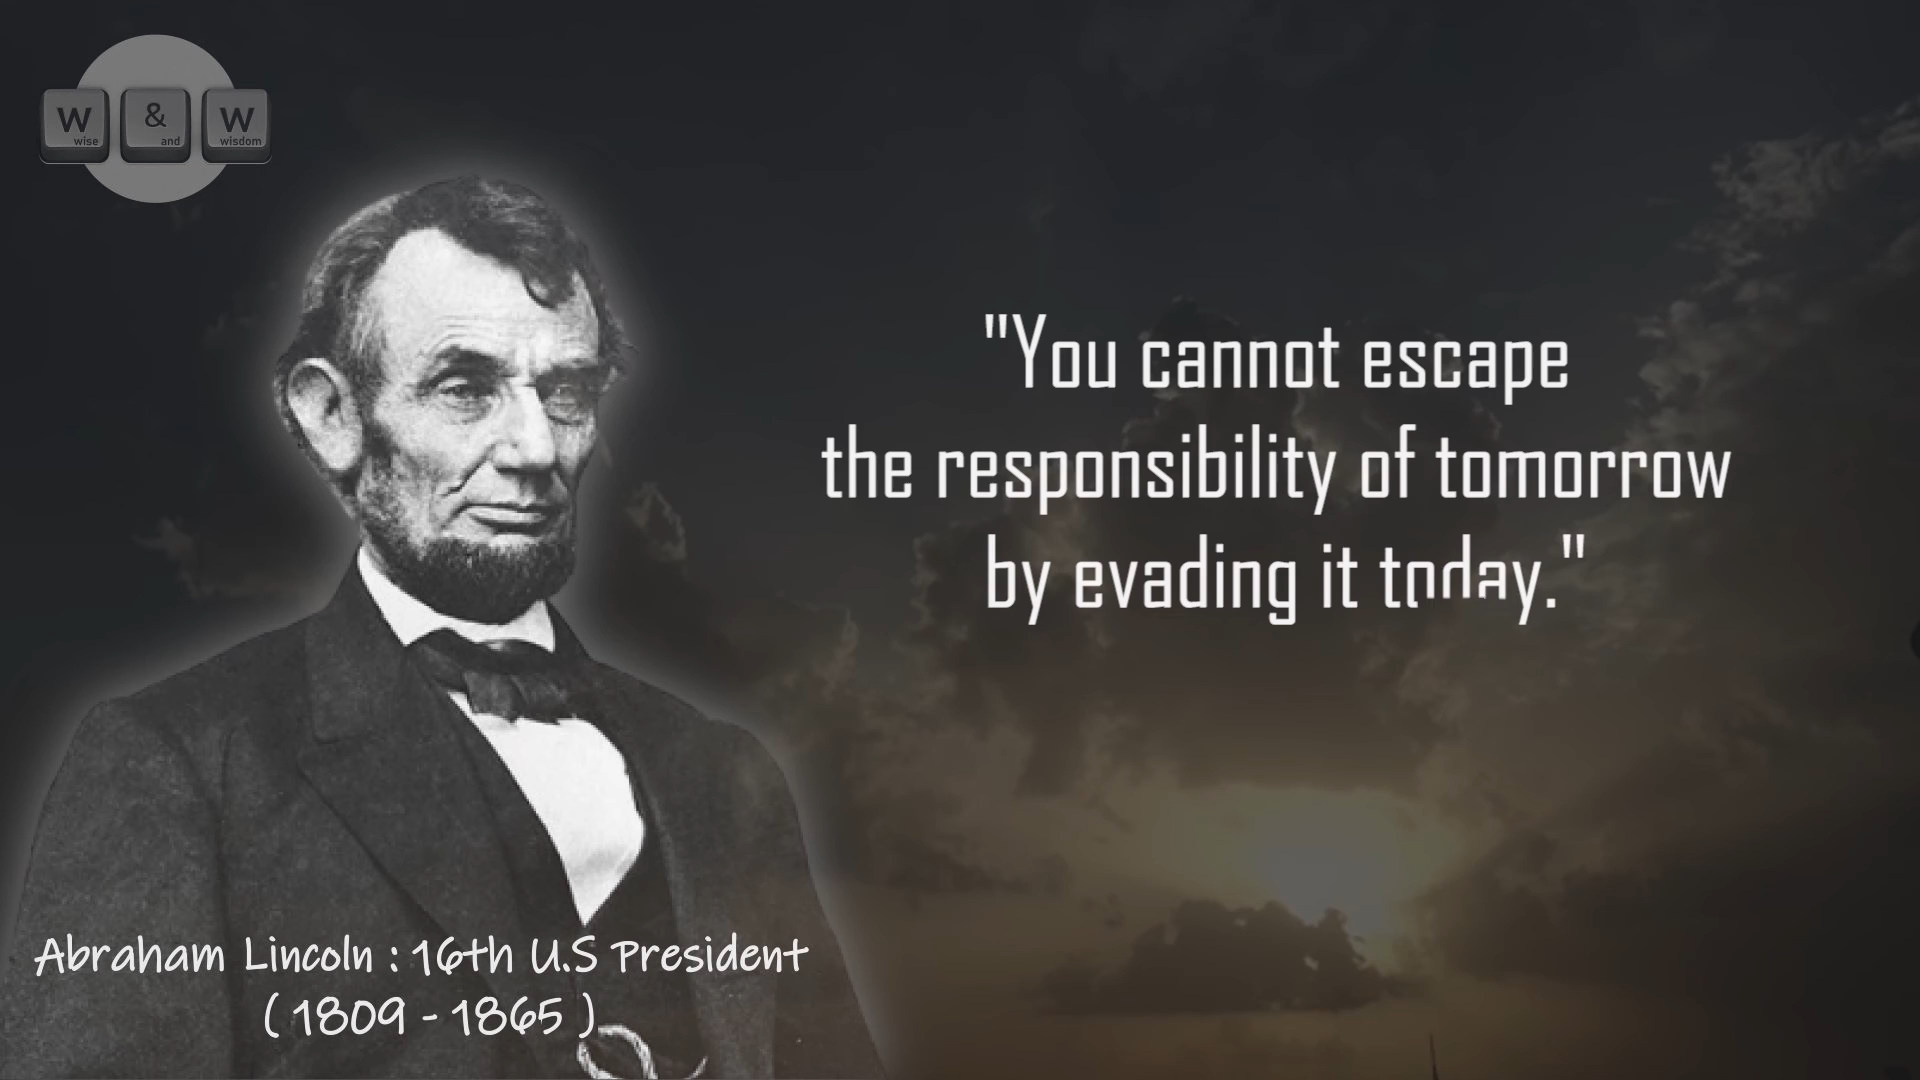 W & W
wise and wisdom
"You cannot escape
the responsibility of tomorrow
by evading it today."
Abraham Lincoln : 16th U.S President
( 1809 - 1865 )